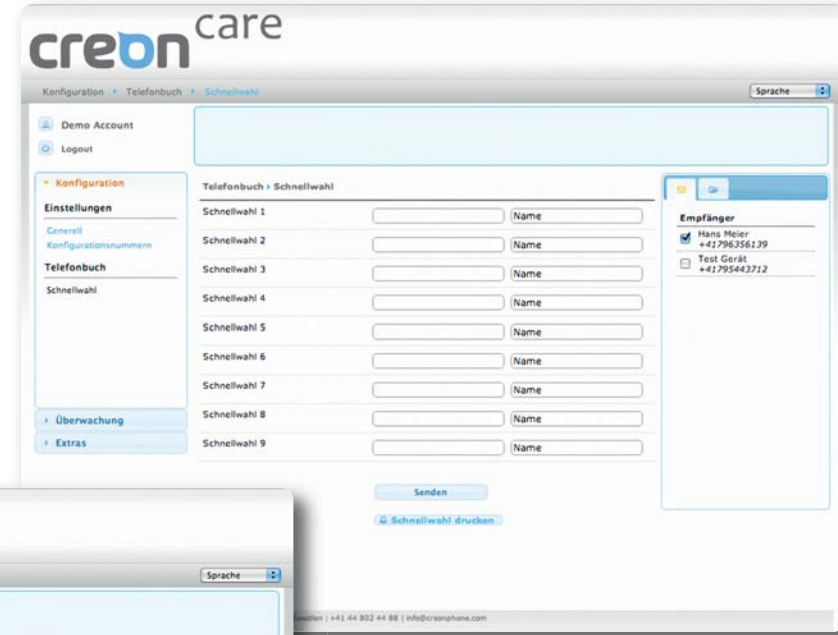 creon care
Konfiguration Telefonbuch Schnellwahl
Sprache
Demo Account
Logout
Konfiguration
Einstellungen
Generell
Konfigurationsnummern
Telefonbuch
Schnellwahl
Überwachung
Extras
Telefonbuch Schnellwahl
Schnellwahl 1 Name
Schnellwahl 2 Name
Schnellwahl 3 Name
Schnellwahl 4 Name
Schnellwahl 5 Name
Schnellwahl 6 Name
Schnellwahl 7 Name
Schnellwahl 8 Name
Schnellwahl 9 Name
Senden
Schnellwahl drucken
Empfänger
Hans Meier
+41796356139
Test Gerät
+41795443712
Sprache
| +41 44 802 44 88 | info@creonphone.com